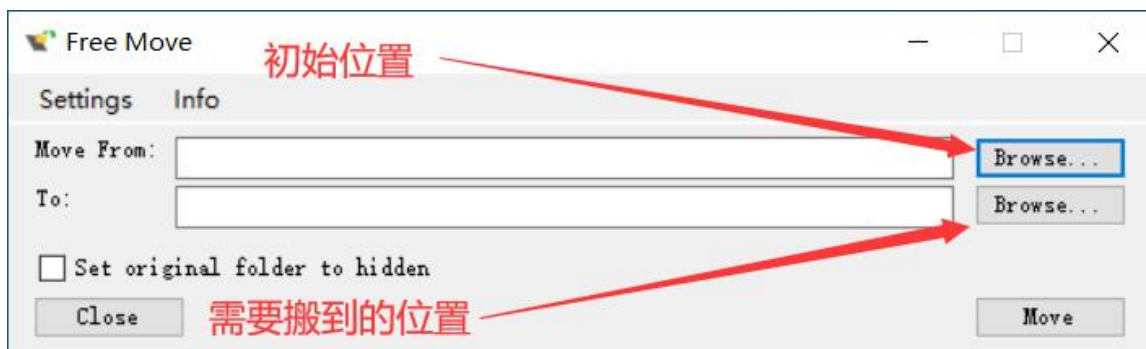 Free Move
初始位置
Settings Info
Move From:
Browse...
To:
Browse...
Set original folder to hidden
Close
需要搬到的位置
Move